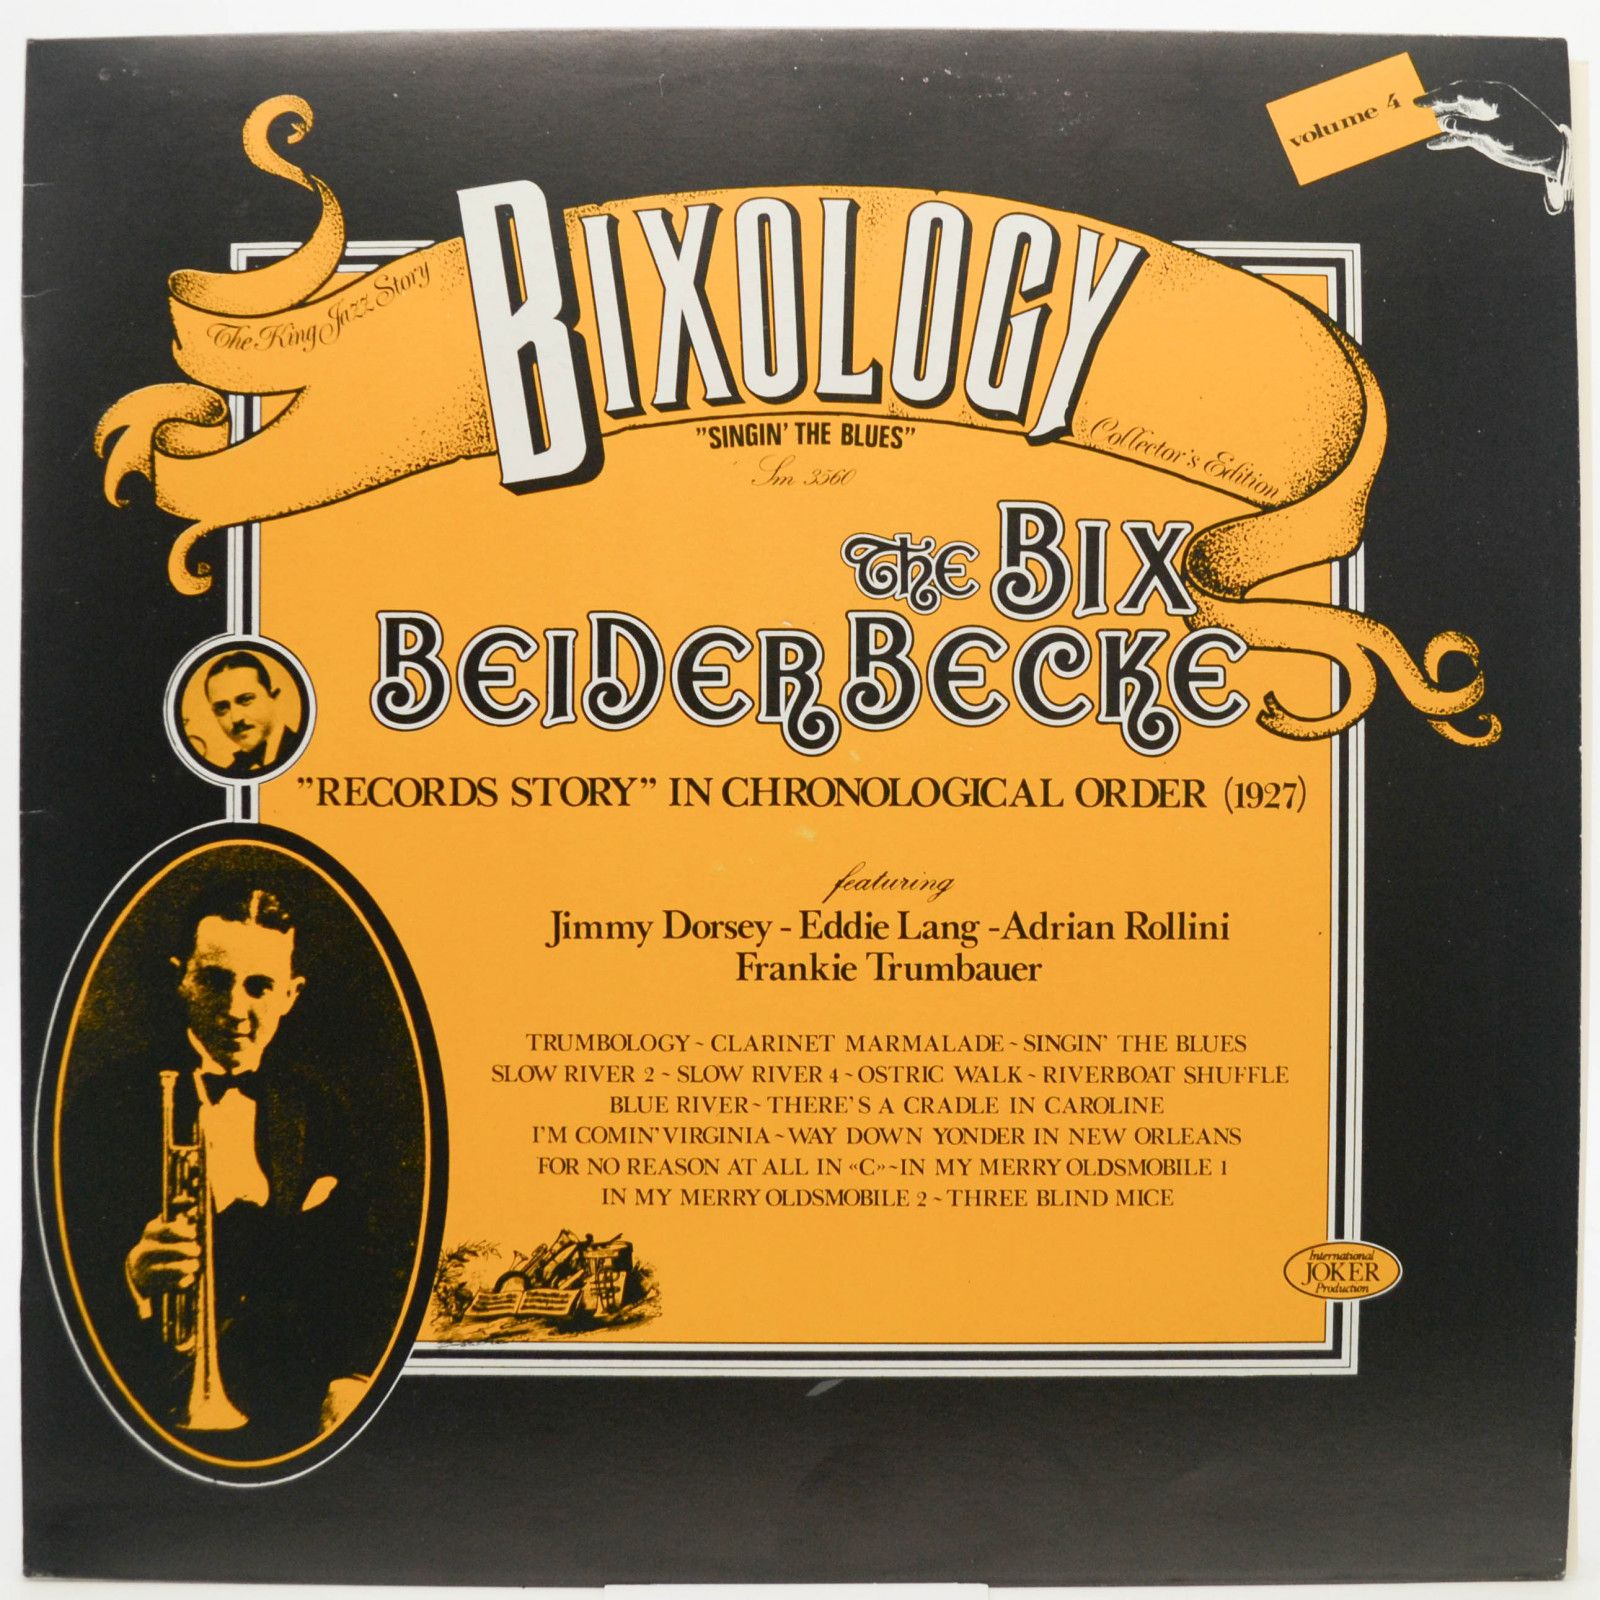 volume 4
The King Jazz Story
BIXOLOGY
"SINGIN' THE BLUES"
Sm 3560
Collector's Edition
THE BIX
BEIDERBECKE
"RECORDS STORY" IN CHRONOLOGICAL ORDER (1927)
featuring
Jimmy Dorsey - Eddie Lang - Adrian Rollini
Frankie Trumbauer
TRUMBOLOGY ~ CLARINET MARMALADE ~ SINGIN' THE BLUES
SLOW RIVER 2 ~ SLOW RIVER 4 ~ OSTRIC WALK ~ RIVERBOAT SHUFFLE
BLUE RIVER ~ THERE'S A CRADLE IN CAROLINE
I'M COMIN' VIRGINIA ~ WAY DOWN YONDER IN NEW ORLEANS
FOR NO REASON AT ALL IN «C» ~ IN MY MERRY OLDSMOBILE 1
IN MY MERRY OLDSMOBILE 2 ~ THREE BLIND MICE
International
JOKER
Production